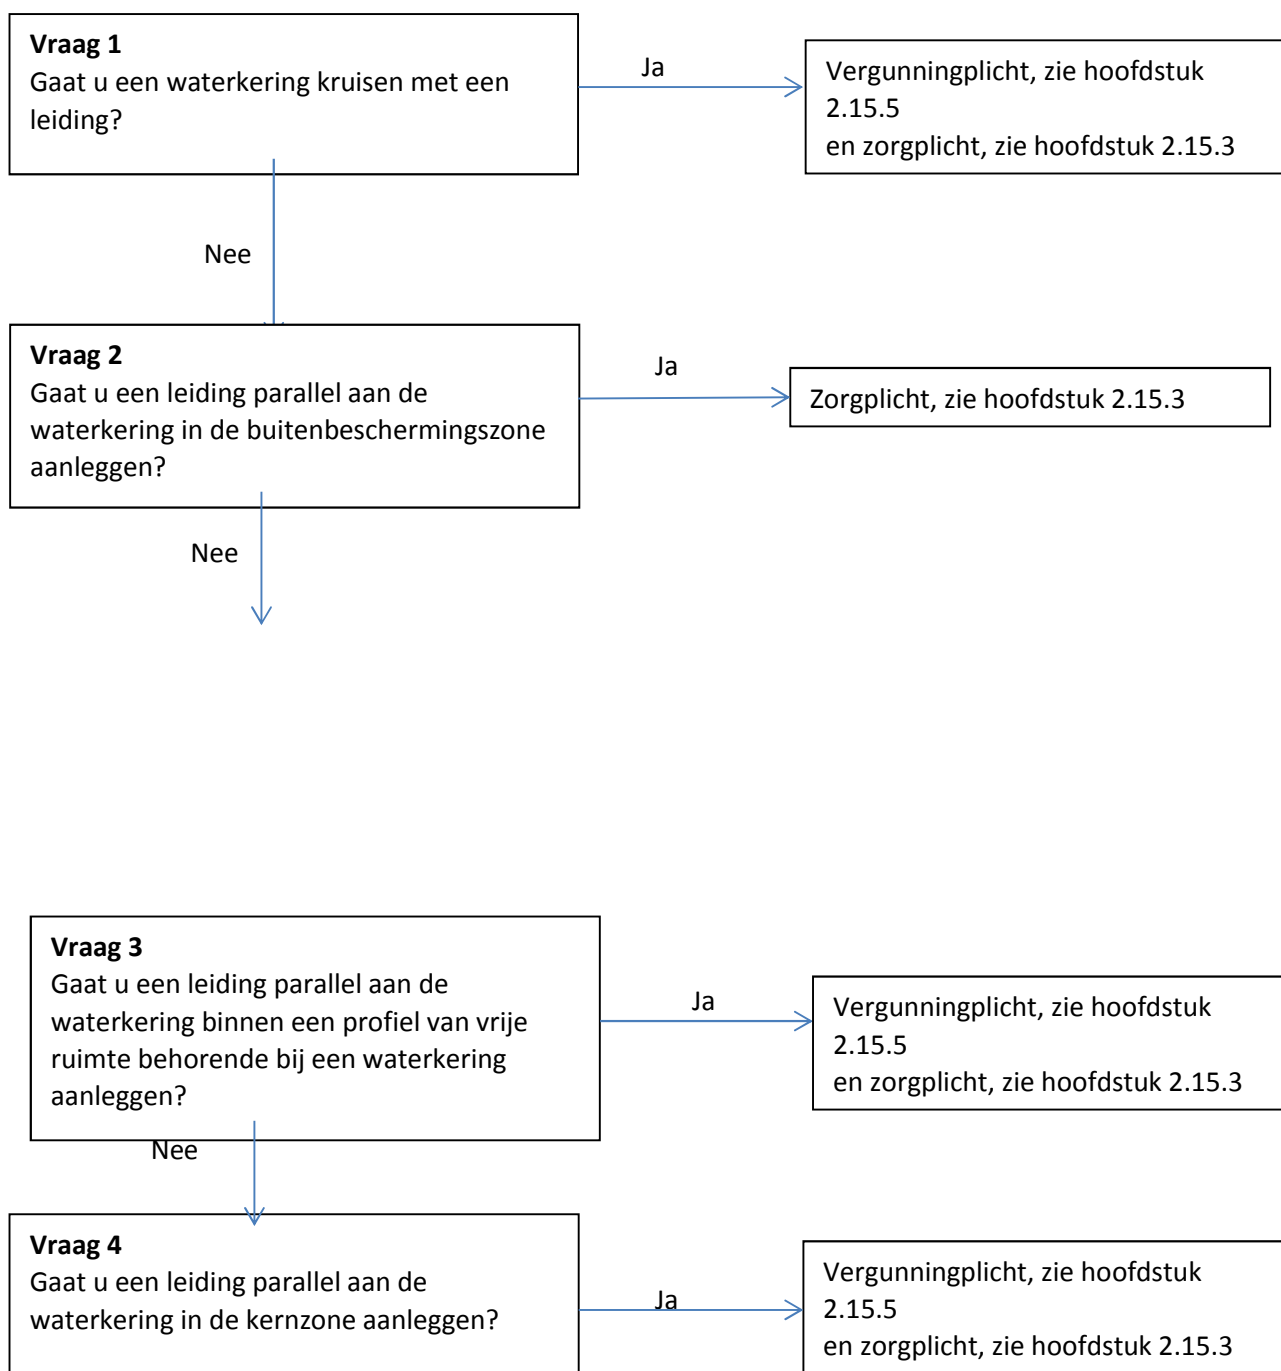 Vraag 1
Gaat u een waterkering kruisen met een
leiding?
Ja
Vergunningplicht, zie hoofdstuk
2.15.5
en zorgplicht, zie hoofdstuk 2.15.3
Nee
Vraag 2
Gaat u een leiding parallel aan de
waterkering in de buitenbeschermingszone
aanleggen?
Ja
Zorgplicht, zie hoofdstuk 2.15.3
Nee
Vraag 3
Gaat u een leiding parallel aan de
waterkering binnen een profiel van vrije
ruimte behorende bij een waterkering
aanleggen?
Ja
Vergunningplicht, zie hoofdstuk
2.15.5
en zorgplicht, zie hoofdstuk 2.15.3
Nee
Vraag 4
Gaat u een leiding parallel aan de
waterkering in de kernzone aanleggen?
Ja
Vergunningplicht, zie hoofdstuk
2.15.5
en zorgplicht, zie hoofdstuk 2.15.3